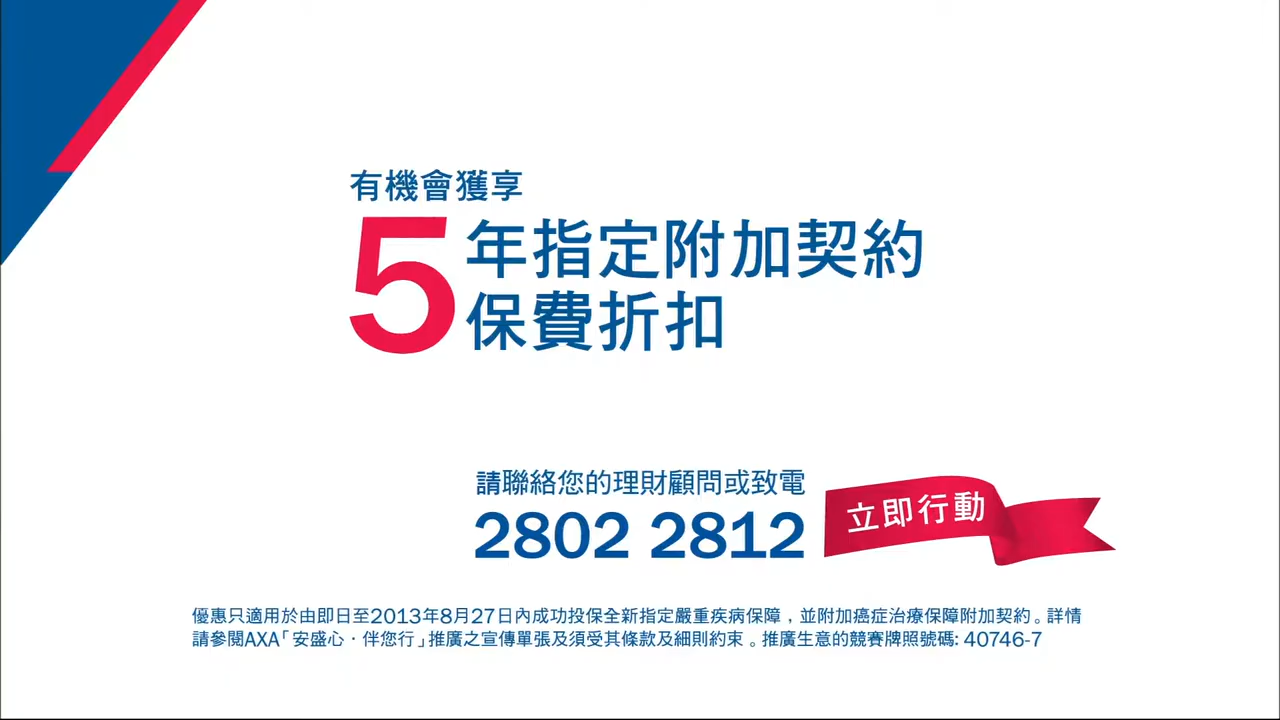 有機會獲享
5年指定附加契約
保費折扣
請聯絡您的理財顧問或致電
2802 2812
立即行動
優惠只適用於由即日至2013年8月27日內成功投保全新指定嚴重疾病保障，並附加癌症治療保障附加契約。詳情
請參閱AXA「安盛心．伴您行」推廣之宣傳單張及須受其條款及細則約束。推廣生意的競賽牌照號碼: 40746-7